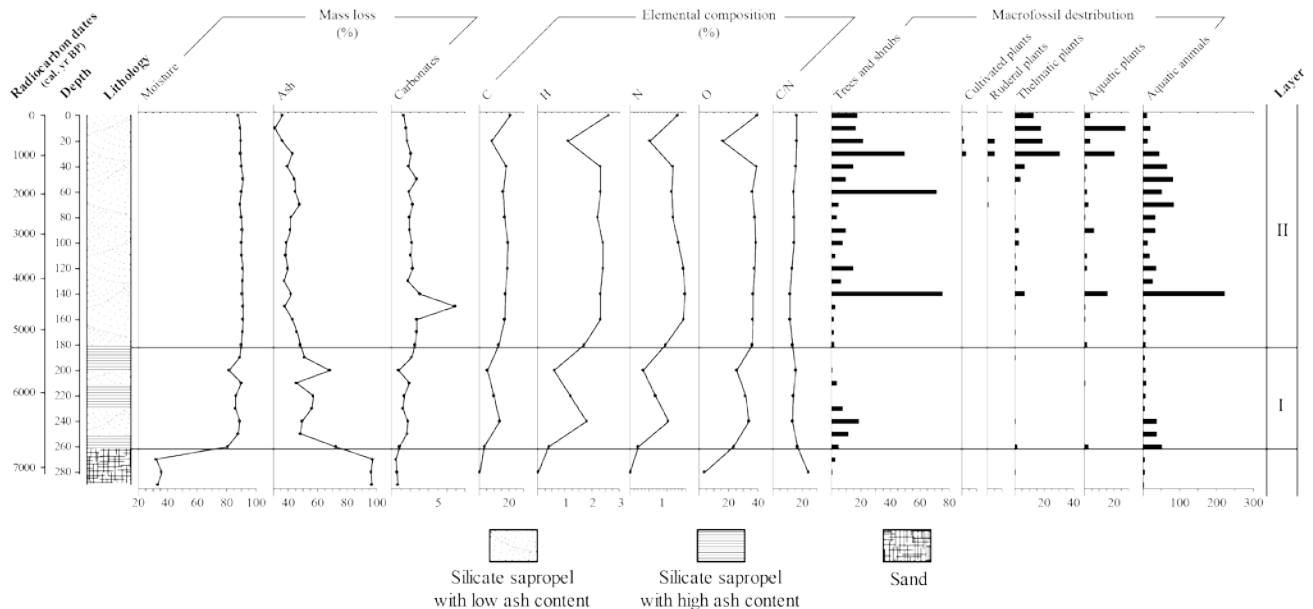 Mass loss
(%)
Elemental composition
(%)
Macrofossil destribution
Radiocarbon dates
(cal. yr BP)
Depth
Lithology
Moisture
Ash
Carbonates
C
H
N
O
C/N
Trees and shrubs
Cultivated plants
Ruderal plants
Thelmatic plants
Aquatic plants
Aquatic animals
Layer
0 0
20
1000 40
2000 60
80
3000 100
4000 120
140
5000 160
180
200
6000 220
240
260
7000 280
II
I
20 40 60 80 100 40 60 80 100 5 20 1 2 3 1 20 40 20 0 20 40 60 80 20 40 20 100 200 300
Silicate sapropel
with low ash content
Silicate sapropel
with high ash content
Sand